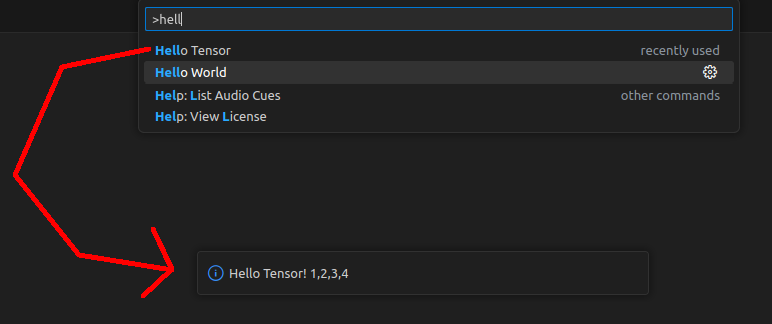 >hell
Hello Tensor recently used
Hello World
Help: List Audio Cues other commands
Help: View License
Hello Tensor! 1,2,3,4